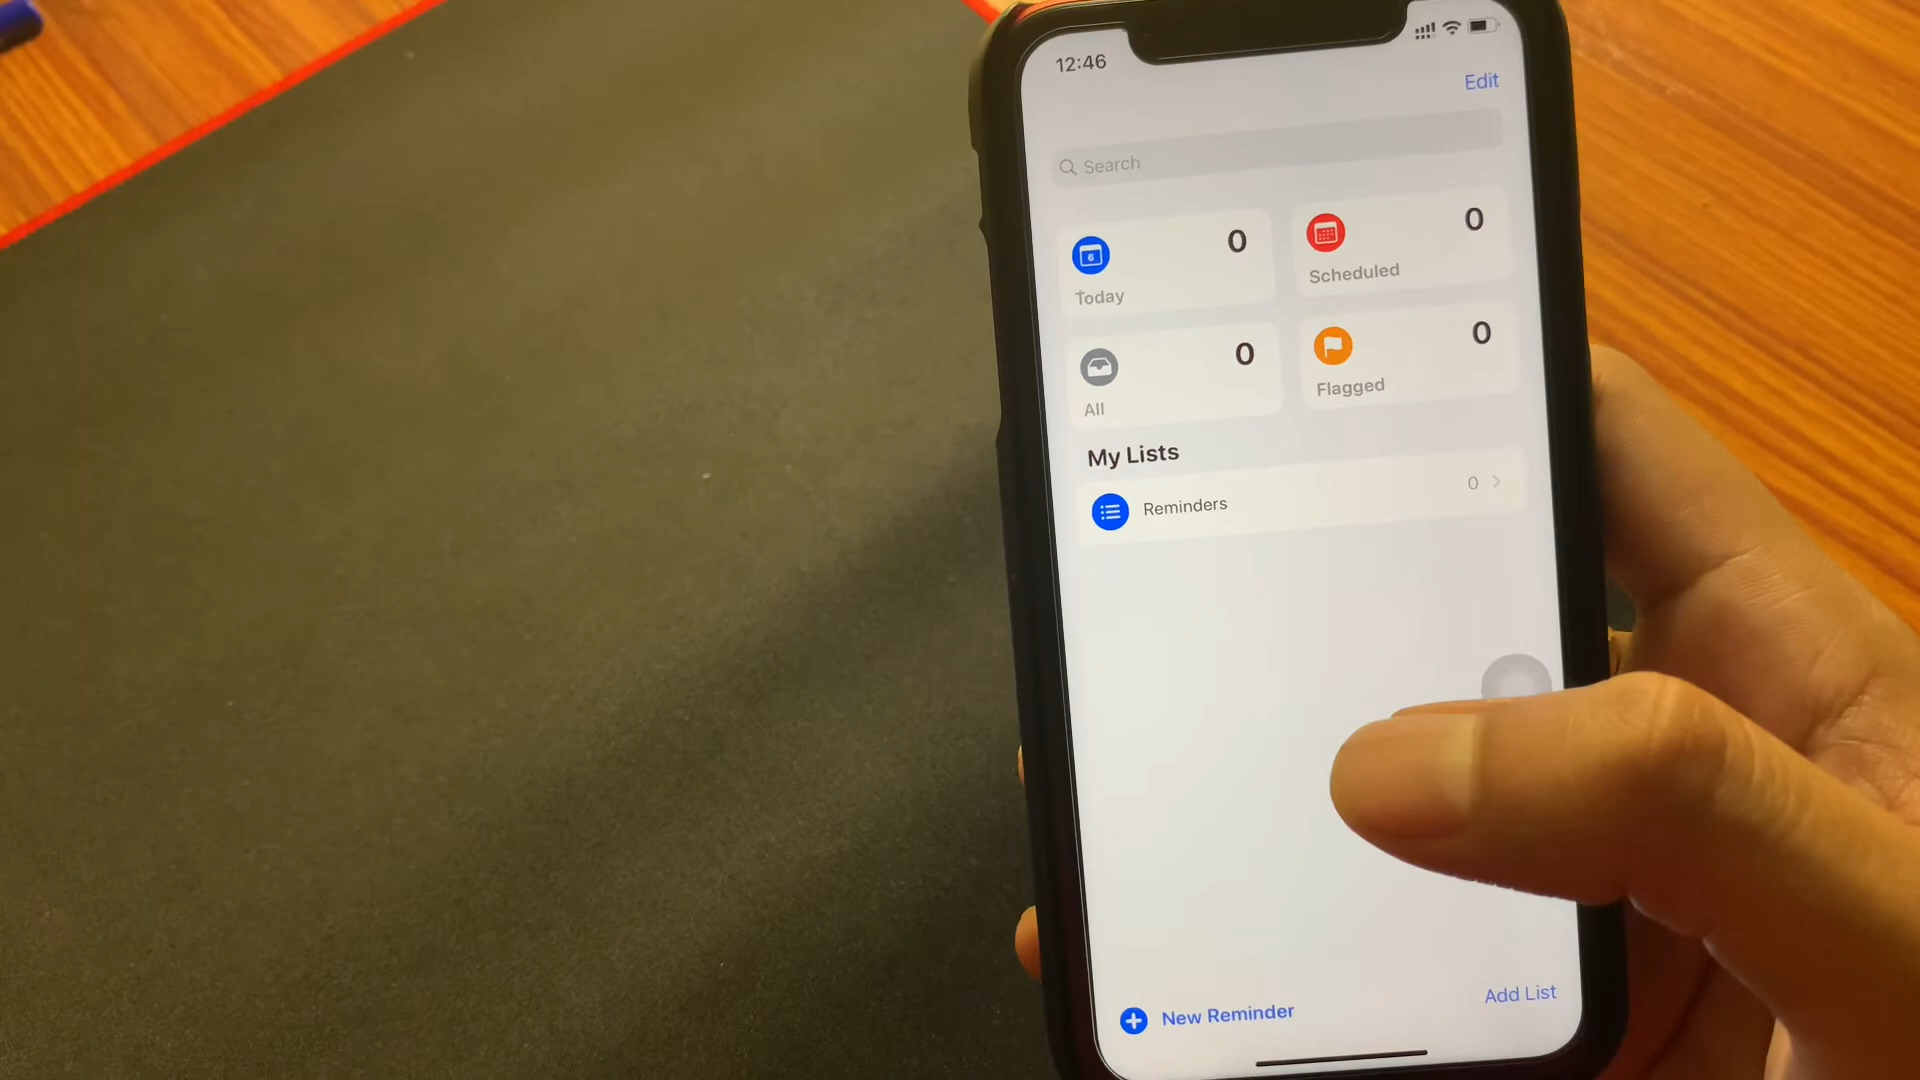 12:46
Edit
Search
6
0
Today
0
Scheduled
0
All
0
Flagged
My Lists
Reminders
0
New Reminder
Add List